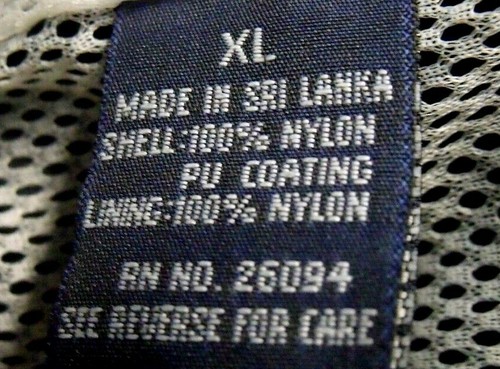 XL
MADE IN SRI LANKA
SHELL:100% NYLON
PU COATING
LINING:100% NYLON
RN NO. 26094
SEE REVERSE FOR CARE